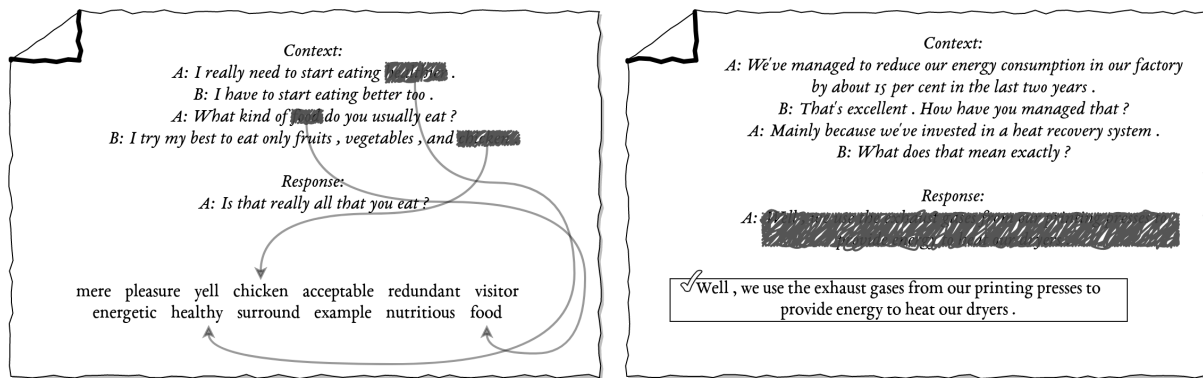 Context:
A: I really need to start eating .
B: I have to start eating better too .
A: What kind of food do you usually eat ?
B: I try my best to eat only fruits , vegetables , and
Response:
A: Is that really all that you eat ?
mere pleasure yell chicken acceptable redundant visitor
energetic healthy surround example nutritious food
Context:
A: We've managed to reduce our energy consumption in our factory
by about 15 per cent in the last two years .
B: That's excellent . How have you managed that ?
A: Mainly because we've invested in a heat recovery system .
B: What does that mean exactly ?
Response:
A:
Well , we use the exhaust gases from our printing presses to
provide energy to heat our dryers .